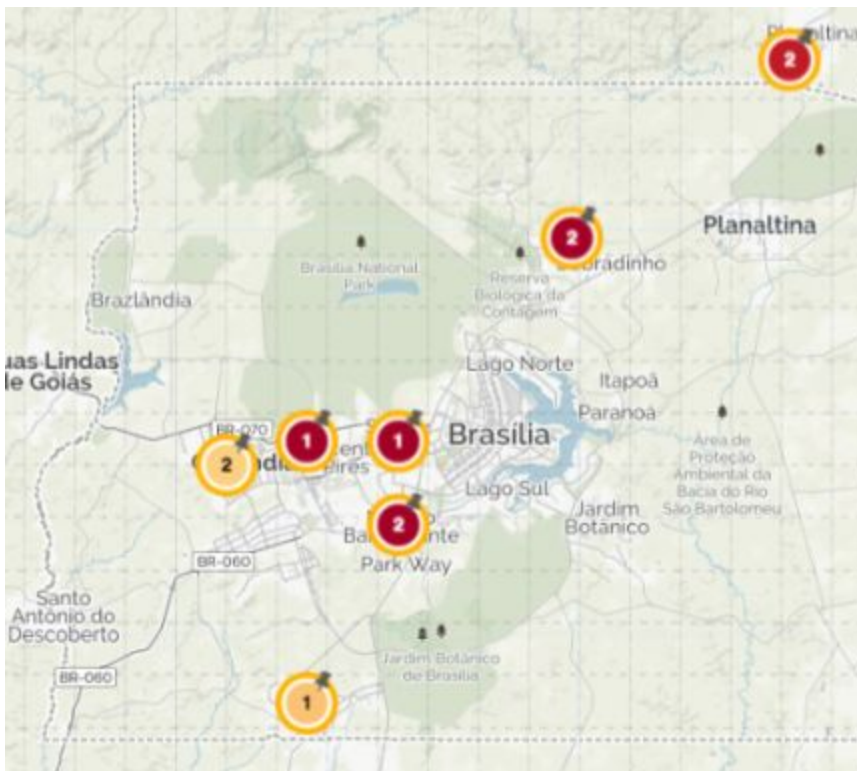 2
Planaltina
2
Brasília National
Park
Reserva
Biológica da
Contagem
Brazlândia
Lago Norte
Itapoã
Paranoá
uas Lindas
de Goiás
BR-070
1
1
2
Brasília
Área de
Proteção
Ambiental da
Bacia do Rio
São Bartolomeu
Lago Sul
Jardim
Botânico
2
Park Way
BR-060
Santo
Antônio do
Descoberto
BR-060
Jardim Botânico
de Brasília
1